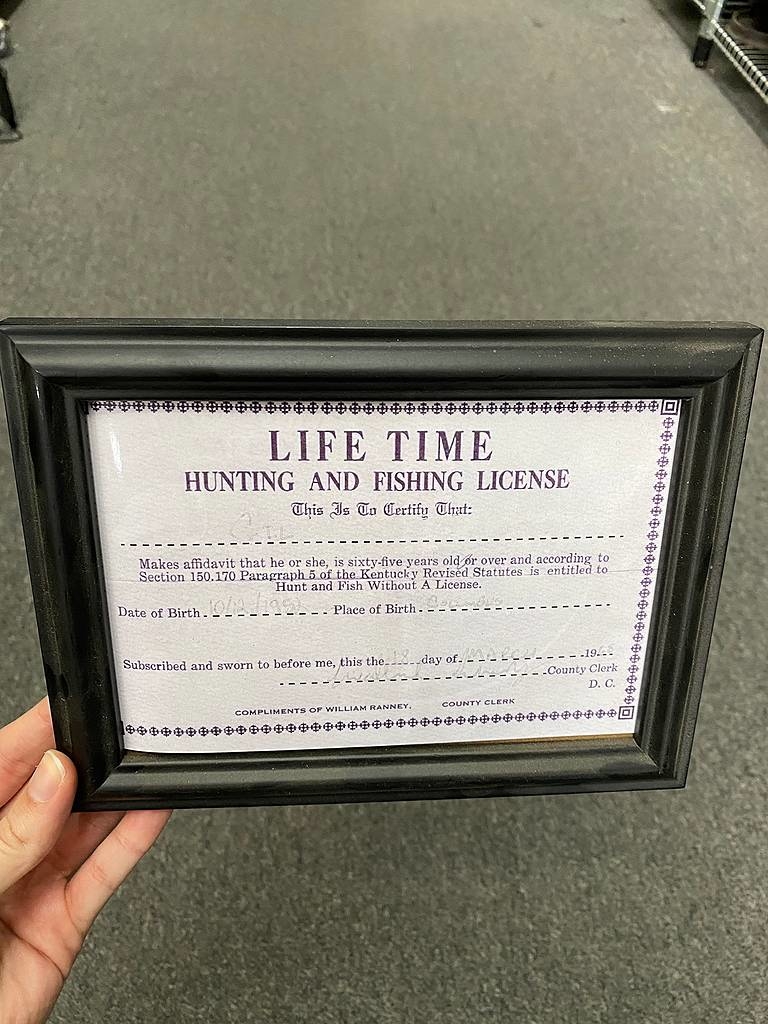 LIFE TIME
HUNTING AND FISHING LICENSE
This Is To Certify That:
Makes affidavit that he or she, is sixty-five years old or over and according to
Section 150.170 Paragraph 5 of the Kentucky Revised Statutes is entitled to
Hunt and Fish Without A License.
Date of Birth Place of Birth
Subscribed and sworn to before me, this the 18 day of March 19
County Clerk
D. C.
COMPLIMENTS OF WILLIAM RANNEY, COUNTY CLERK